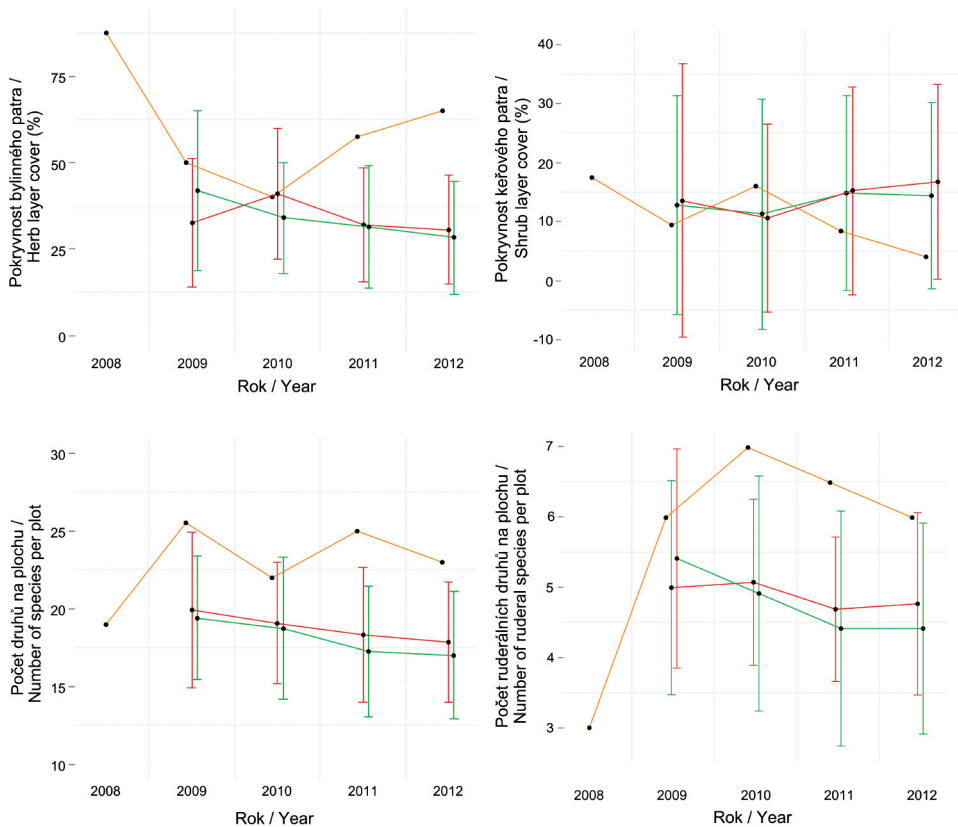 Pokryvnost bylinného patra /
Herb layer cover (%)
75
50
25
0
2008 2009 2010 2011 2012
Rok / Year
Pokryvnost keřového patra /
Shrub layer cover (%)
40
30
20
10
0
-10
2008 2009 2010 2011 2012
Rok / Year
Počet druhů na plochu /
Number of species per plot
30
25
20
15
10
2008 2009 2010 2011 2012
Rok / Year
Počet ruderáních druhů na plochu /
Number of ruderal species per plot
7
6
5
4
3
2008 2009 2010 2011 2012
Rok / Year